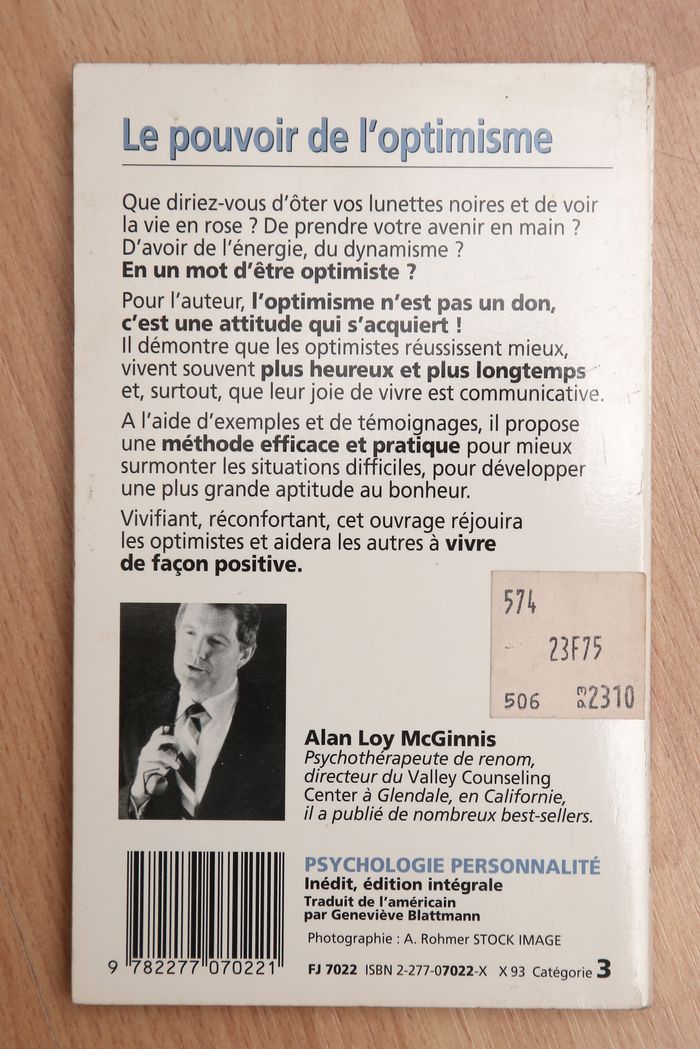 Le pouvoir de l'optimisme
Que diriez-vous d'ôter vos lunettes noires et de voir
la vie en rose ? De prendre votre avenir en main ?
D'avoir de l'énergie, du dynamisme ?
En un mot d'être optimiste ?
Pour l'auteur, l'optimisme n'est pas un don,
c'est une attitude qui s'acquiert !
Il démontre que les optimistes réussissent mieux,
vivent souvent plus heureux et plus longtemps
et, surtout, que leur joie de vivre est communicative.
A l'aide d'exemples et de témoignages, il propose
une méthode efficace et pratique pour mieux
surmonter les situations difficiles, pour développer
une plus grande aptitude au bonheur.
Vivifiant, réconfortant, cet ouvrage réjouira
les optimistes et aidera les autres à vivre
de façon positive.
574
23F75
506 2310
Alan Loy McGinnis
Psychothérapeute de renom,
directeur du Valley Counseling
Center à Glendale, en Californie,
il a publié de nombreux best-sellers.
PSYCHOLOGIE PERSONNALITÉ
Inédit, édition intégrale
Traduit de l'américain
par Geneviève Blattmann
Photographie : A. Rohmer STOCK IMAGE
9 782277 070221
FJ 7022 ISBN 2-277-07022-X X 93 Catégorie 3